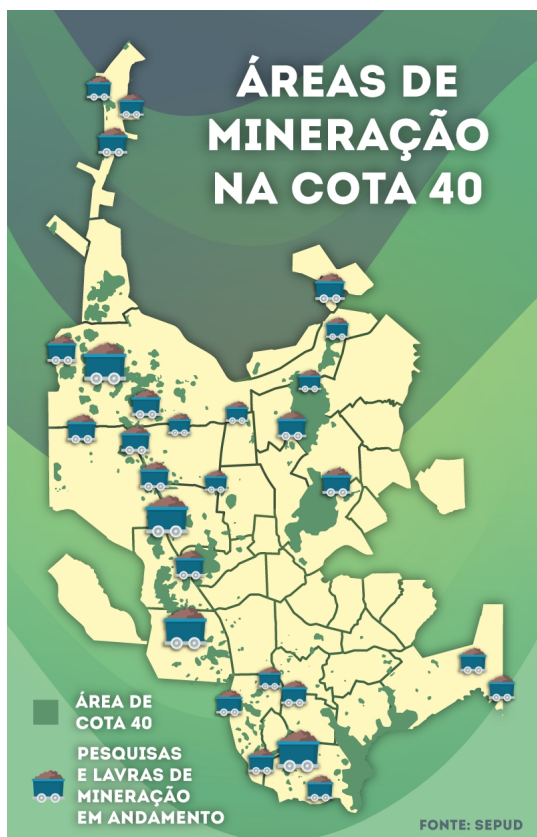 ÁREAS DE
MINERAÇÃO
NA COTA 40
ÁREA DE
COTA 40
PESQUISAS
E LAVRAS DE
MINERAÇÃO
EM ANDAMENTO
FONTE: SEPUD